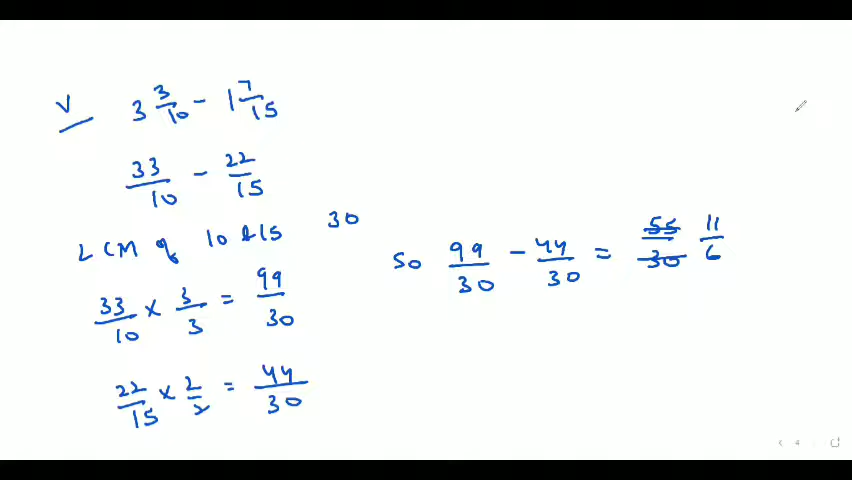 V 3 3/10 - 1 7/15
33/10 - 22/15
LCM of 10 & 15 30
33/10 × 3/3 = 99/30
22/15 × 2/2 = 44/30
so 99/30 - 44/30 = 55/30 11/6